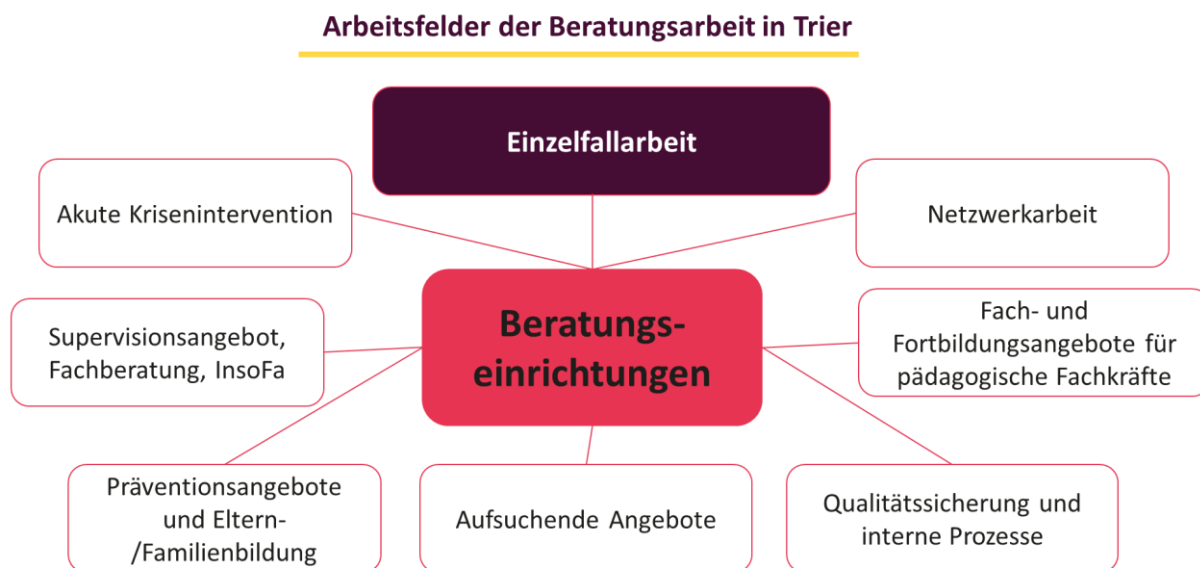 Arbeitsfelder der Beratungsarbeit in Trier
Einzelfallarbeit
Akute Krisenintervention
Netzwerkarbeit
Beratungs-
einrichtungen
Supervisionsangebot,
Fachberatung, InsoFa
Fach- und
Fortbildungsangebote für
pädagogische Fachkräfte
Präventionsangebote
und Eltern-
/Familienbildung
Aufsuchende Angebote
Qualitätssicherung und
interne Prozesse